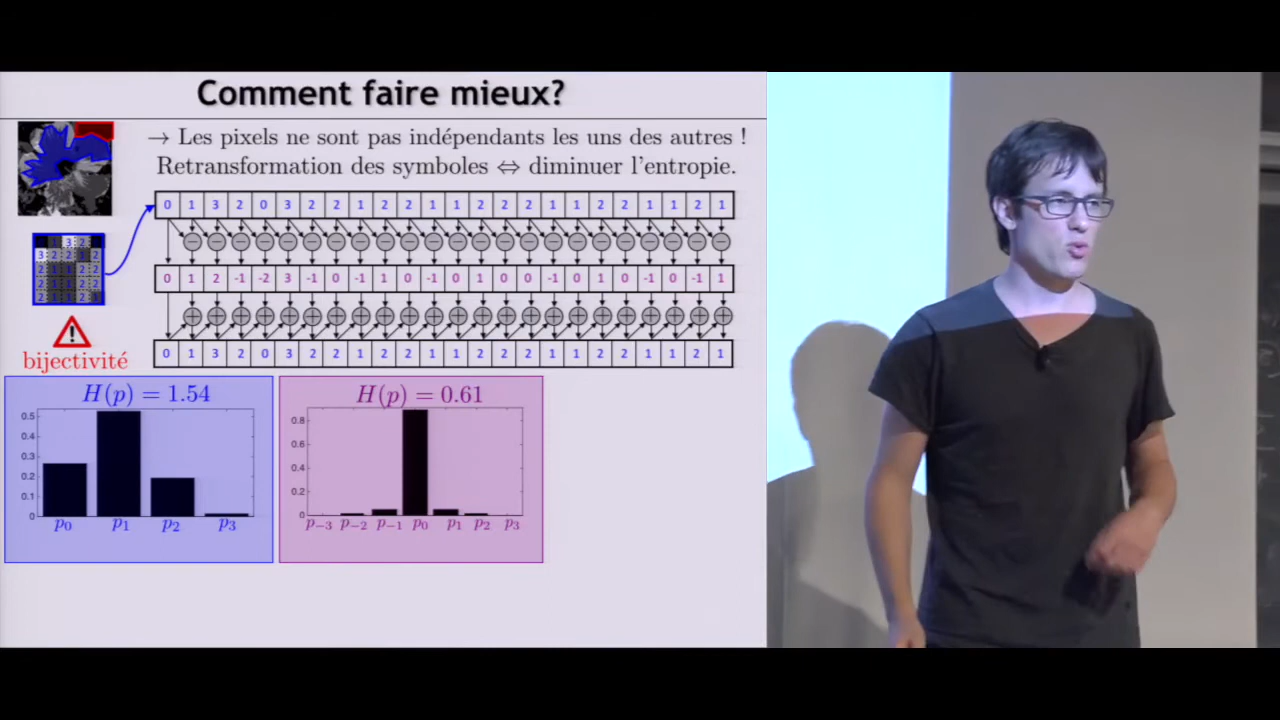 Comment faire mieux?
→ Les pixels ne sont pas indépendants les uns des autres !
Retransformation des symboles ⇔ diminuer l'entropie.
0 1 3 2 0 3 2 2 1 2 2 1 1 2 2 2 1 1 2 2 1 1 2 1
0 1 2 -1 -2 3 -1 0 -1 1 0 -1 0 1 0 0 -1 0 1 0 -1 0 -1 1
0 1 3 2 0 3 2 2 1 2 2 1 1 2 2 2 1 1 2 2 1 1 2 1
bijectivité
H(p) = 1.54
0.5
0.4
0.3
0.2
0.1
0
p0 p1 p2 p3
H(p) = 0.61
0.8
0.6
0.4
0.2
0
p−3 p−2 p−1 p0 p1 p2 p3